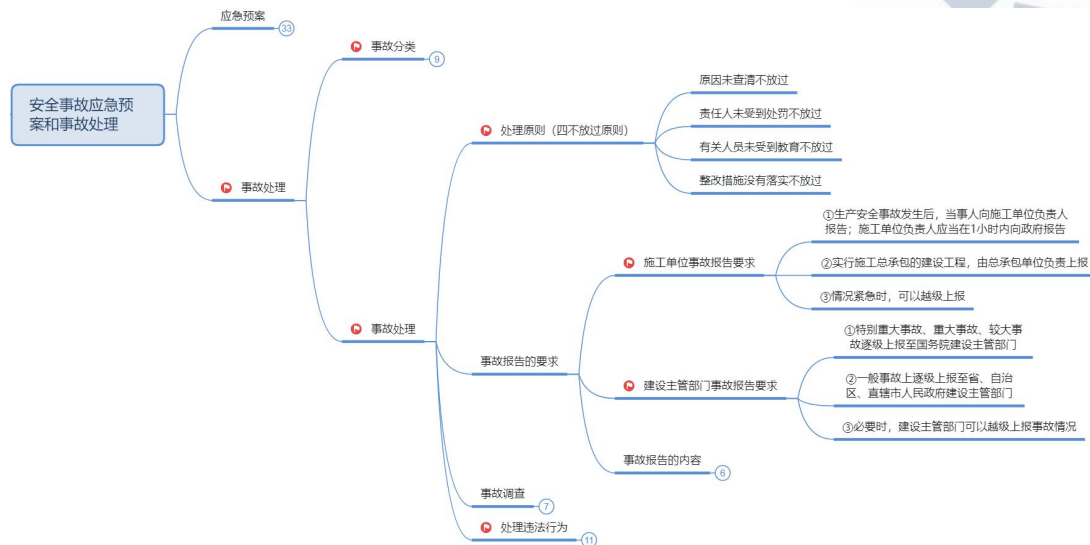 安全事故应急预
案和事故处理
应急预案
33
事故处理
事故分类
9
事故处理
处理原则（四不放过原则）
原因未查清不放过
责任人未受到处罚不放过
有关人员未受到教育不放过
整改措施没有落实不放过
事故报告的要求
施工单位事故报告要求
①生产安全事故发生后，当事人向施工单位负责人
报告；施工单位负责人应当在1小时内向政府报告
②实行施工总承包的建设工程，由总承包单位负责上报
③情况紧急时，可以越级上报
建设主管部门事故报告要求
①特别重大事故、重大事故、较大事
故逐级上报至国务院建设主管部门
②一般事故上逐级上报至省、自治
区、直辖市人民政府建设主管部门
③必要时，建设主管部门可以越级上报事故情况
事故报告的内容
6
事故调查
7
处理违法行为
11